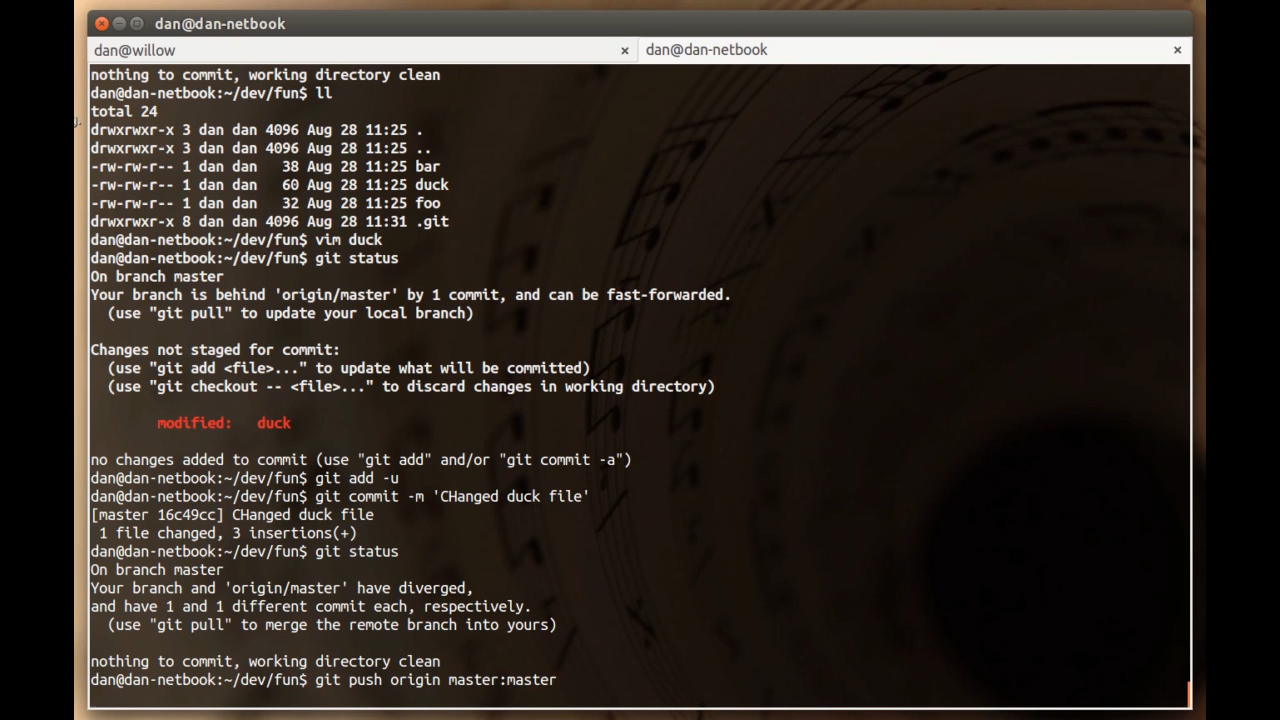 dan@dan-netbook
dan@willow
dan@dan-netbook
nothing to commit, working directory clean
dan@dan-netbook:~/dev/fun$ ll
total 24
drwxrwxr-x 3 dan dan 4096 Aug 28 11:25 .
drwxrwxr-x 3 dan dan 4096 Aug 28 11:25 ..
-rw-rw-r-- 1 dan dan   38 Aug 28 11:25 bar
-rw-rw-r-- 1 dan dan   60 Aug 28 11:25 duck
-rw-rw-r-- 1 dan dan   32 Aug 28 11:25 foo
drwxrwxr-x 8 dan dan 4096 Aug 28 11:31 .git
dan@dan-netbook:~/dev/fun$ vim duck
dan@dan-netbook:~/dev/fun$ git status
On branch master
Your branch is behind 'origin/master' by 1 commit, and can be fast-forwarded.
  (use "git pull" to update your local branch)
Changes not staged for commit:
  (use "git add <file>..." to update what will be committed)
  (use "git checkout -- <file>..." to discard changes in working directory)
        modified:   duck
no changes added to commit (use "git add" and/or "git commit -a")
dan@dan-netbook:~/dev/fun$ git add -u
dan@dan-netbook:~/dev/fun$ git commit -m 'CHanged duck file'
[master 16c49cc] CHanged duck file
 1 file changed, 3 insertions(+)
dan@dan-netbook:~/dev/fun$ git status
On branch master
Your branch and 'origin/master' have diverged,
and have 1 and 1 different commit each, respectively.
  (use "git pull" to merge the remote branch into yours)
nothing to commit, working directory clean
dan@dan-netbook:~/dev/fun$ git push origin master:master